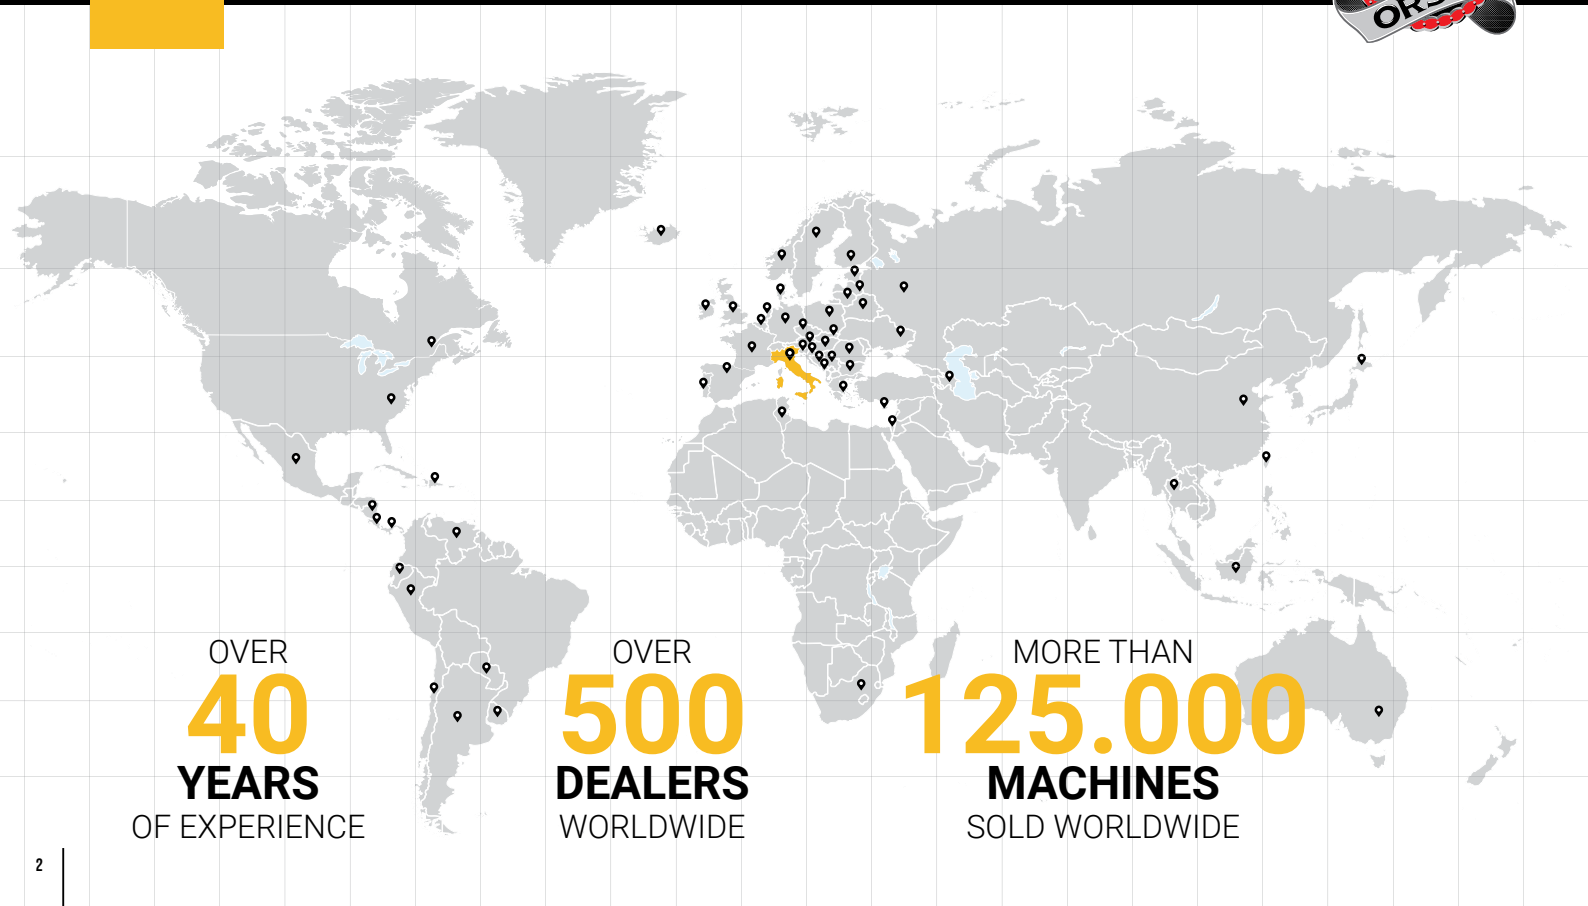 OVER
40
YEARS
OF EXPERIENCE
OVER
500
DEALERS
WORLDWIDE
MORE THAN
125.000
MACHINES
SOLD WORLDWIDE
2